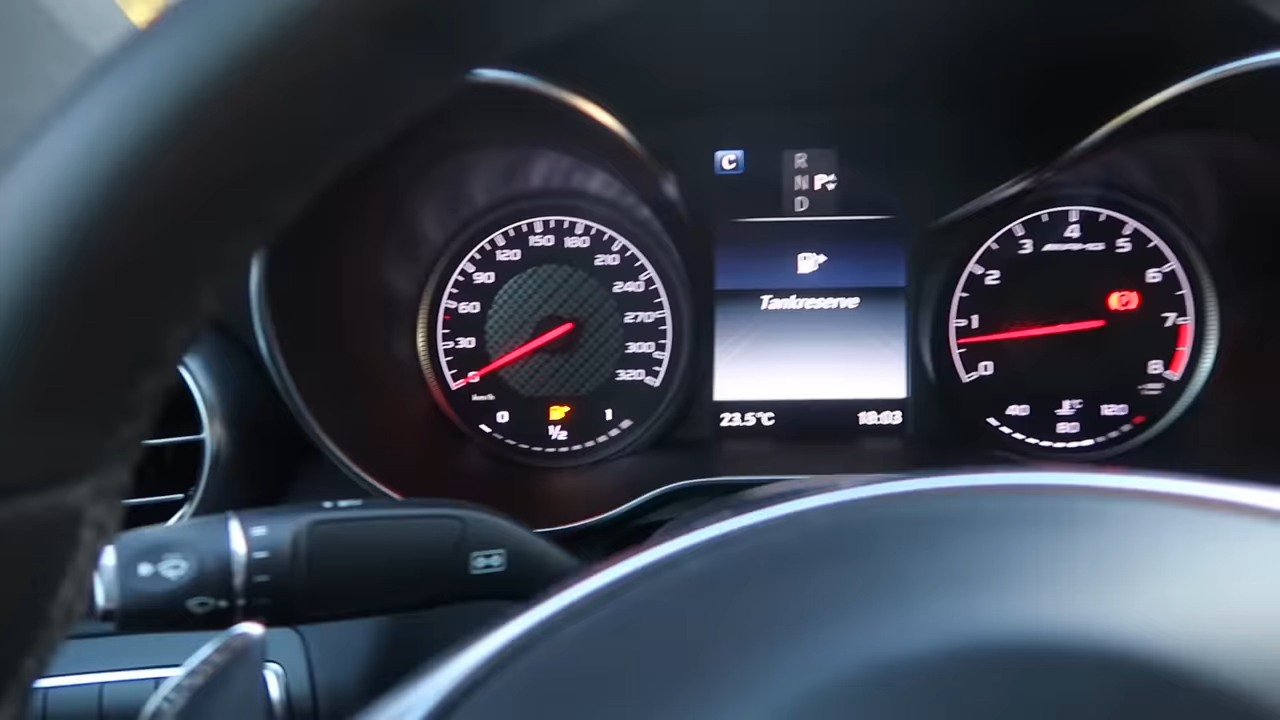 C
R
N P
D
0 30 60 90 120 150 180 210 240 270 300 320
km/h
0 1/2 1
Tankreserve
23.5°C 18:03
0 1 2 3 4 5 6 7 8
AMG
(P)
40 °C 120
80